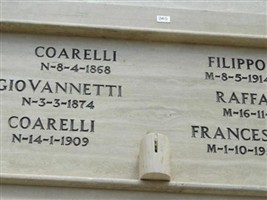 COARELLI FILIPPO
N-8-4-1868 M-8-5-1914
GIOVANNETTI RAFFA
N-3-3-1874 M-16-11-
COARELLI FRANCESC
N-14-1-1909 M-1-10-19